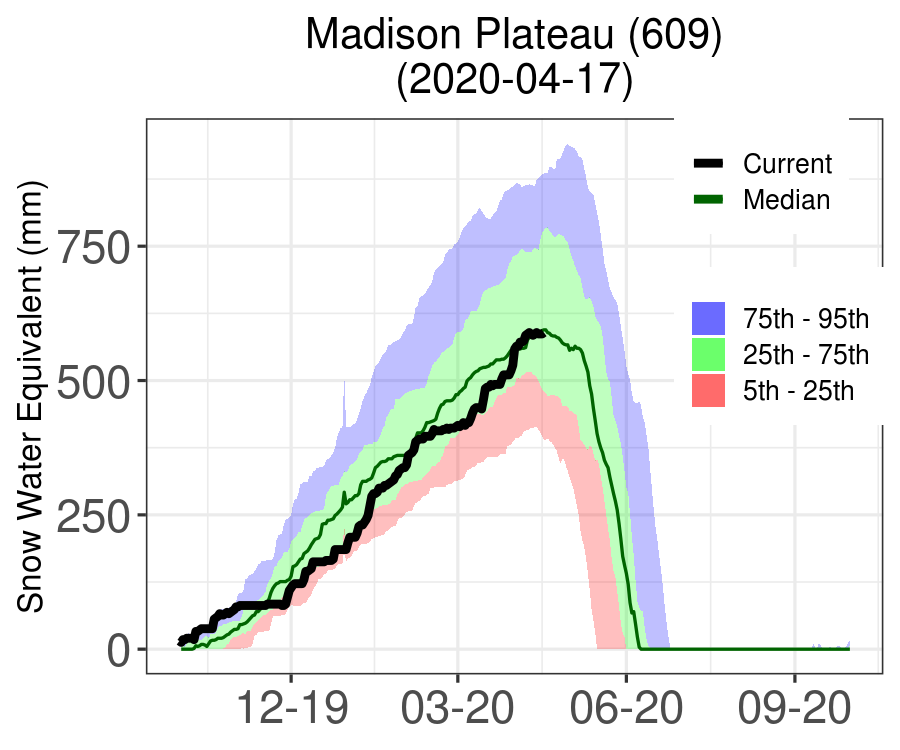 Madison Plateau (609)
(2020-04-17)
Snow Water Equivalent (mm)
750
500
250
0
12-19
03-20
06-20
09-20
Current
Median
75th - 95th
25th - 75th
5th - 25th